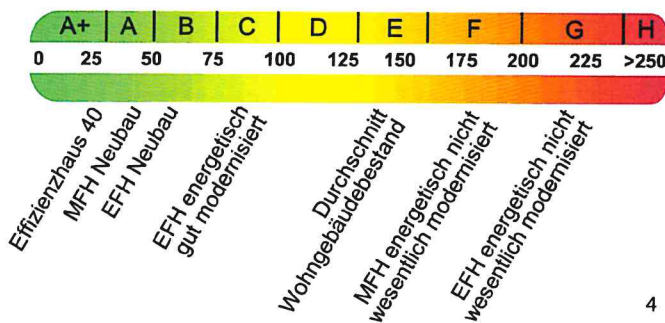 A+ A B C D E F G H
0 25 50 75 100 125 150 175 200 225 >250
Effizienzhaus 40
MFH Neubau
EFH Neubau
EFH energetisch
gut modernisiert
Durchschnitt
Wohngebäudebestand
MFH energetisch nicht
wesentlich modernisiert
EFH energetisch nicht
wesentlich modernisiert
4